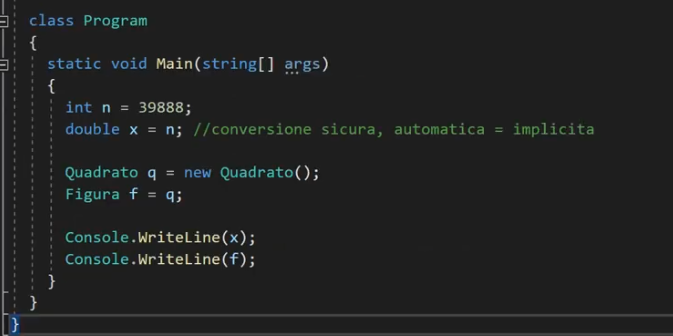 class Program
{
static void Main(string[] args)
{
int n = 39888;
double x = n; //conversione sicura, automatica = implicita
Quadrato q = new Quadrato();
Figura f = q;
Console.WriteLine(x);
Console.WriteLine(f);
}
}
}